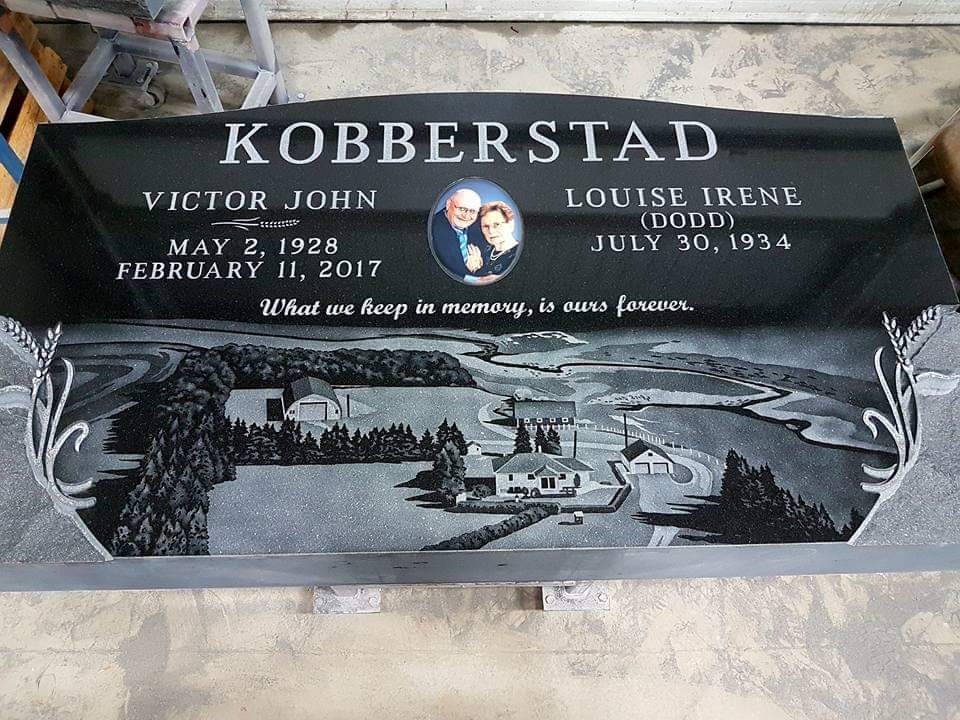 KOBBERSTAD
VICTOR JOHN
MAY 2, 1928
FEBRUARY 11, 2017
LOUISE IRENE
(DODD)
JULY 30, 1934
What we keep in memory, is ours forever.